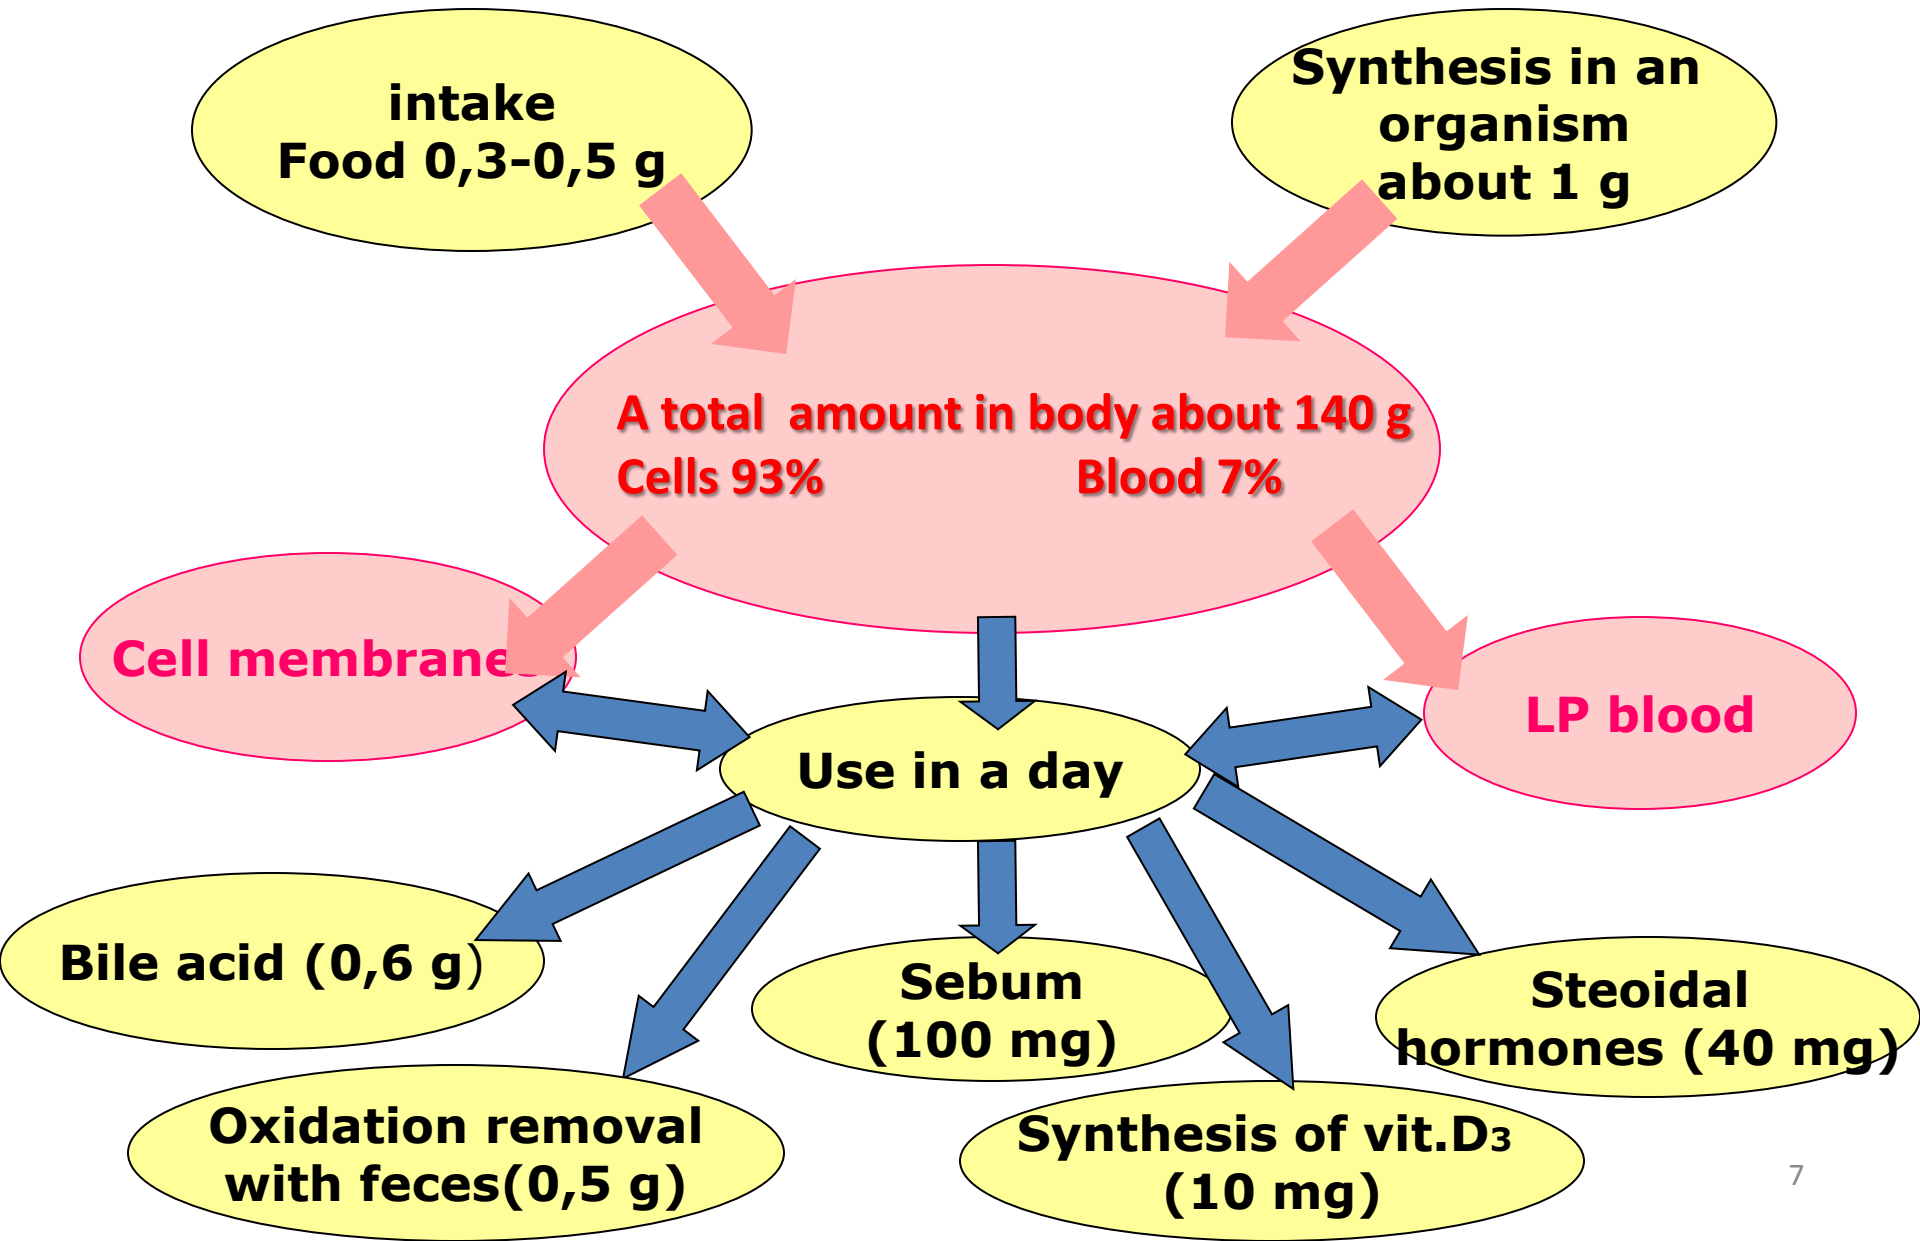 intake
Food 0,3-0,5 g
Synthesis in an
organism
about 1 g
A total  amount in body about 140 g
Cells 93% Blood 7%
Cell membrane
LP blood
Use in a day
Bile acid (0,6 g)
Sebum
(100 mg)
Steoidal
hormones (40 mg)
Oxidation removal
with feces(0,5 g)
Synthesis of vit.D₃
(10 mg)
7